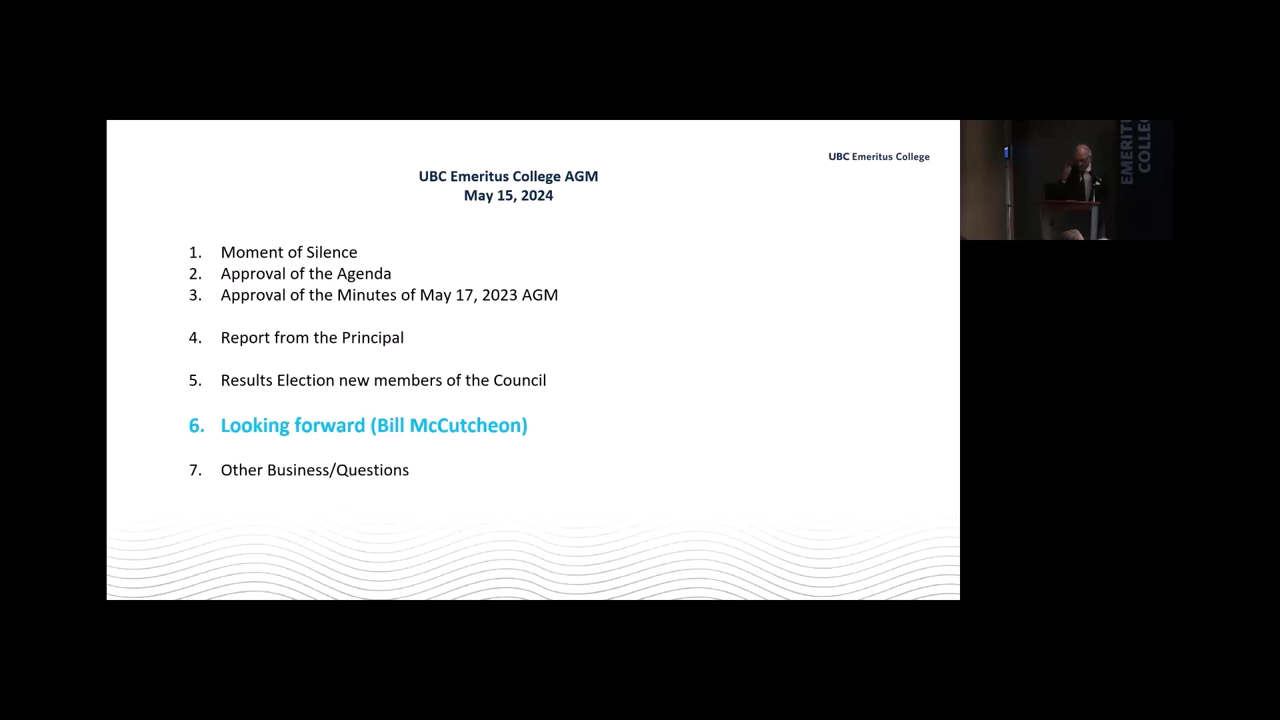 UBC Emeritus College
UBC Emeritus College AGM
May 15, 2024
1. Moment of Silence
2. Approval of the Agenda
3. Approval of the Minutes of May 17, 2023 AGM
4. Report from the Principal
5. Results Election new members of the Council
6. Looking forward (Bill McCutcheon)
7. Other Business/Questions
EMERIT
COLLE